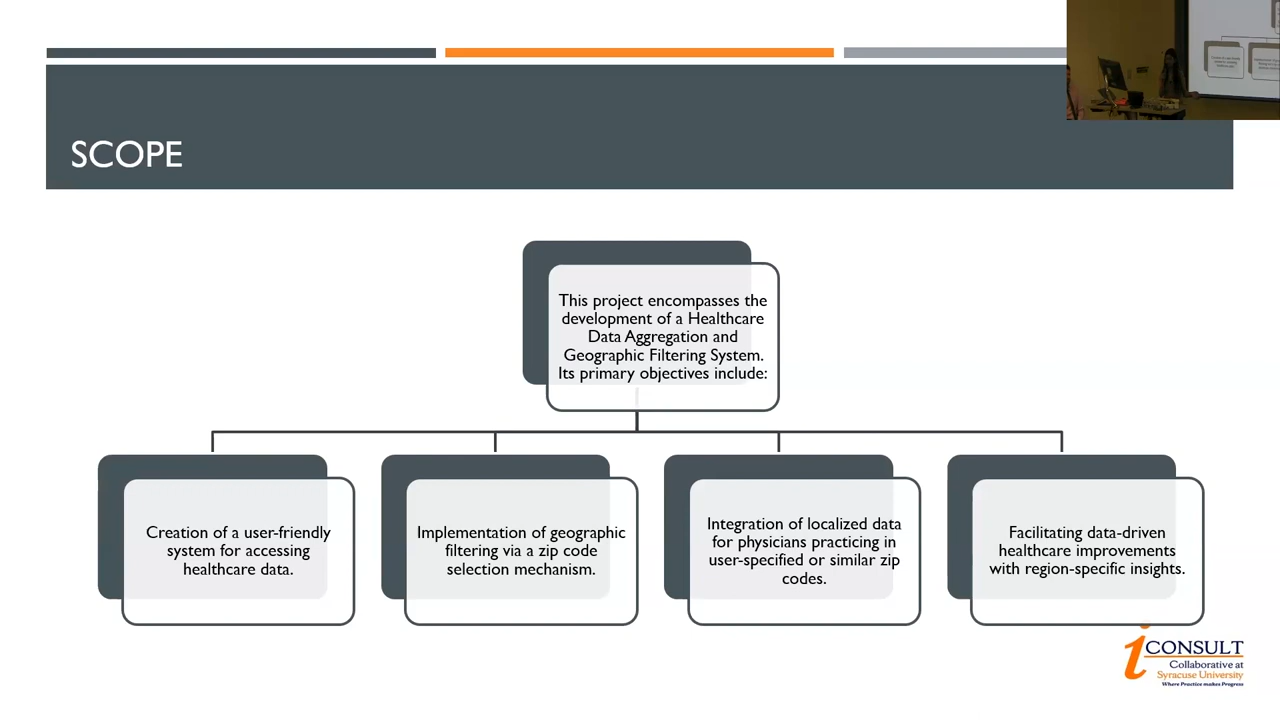 SCOPE
This project encompasses the
development of a Healthcare
Data Aggregation and
Geographic Filtering System.
Its primary objectives include:
Creation of a user-friendly
system for accessing
healthcare data.
Implementation of geographic
filtering via a zip code
selection mechanism.
Integration of localized data
for physicians practicing in
user-specified or similar zip
codes.
Facilitating data-driven
healthcare improvements
with region-specific insights.
iCONSULT
Collaborative at
Syracuse University
Where Practice makes Progress